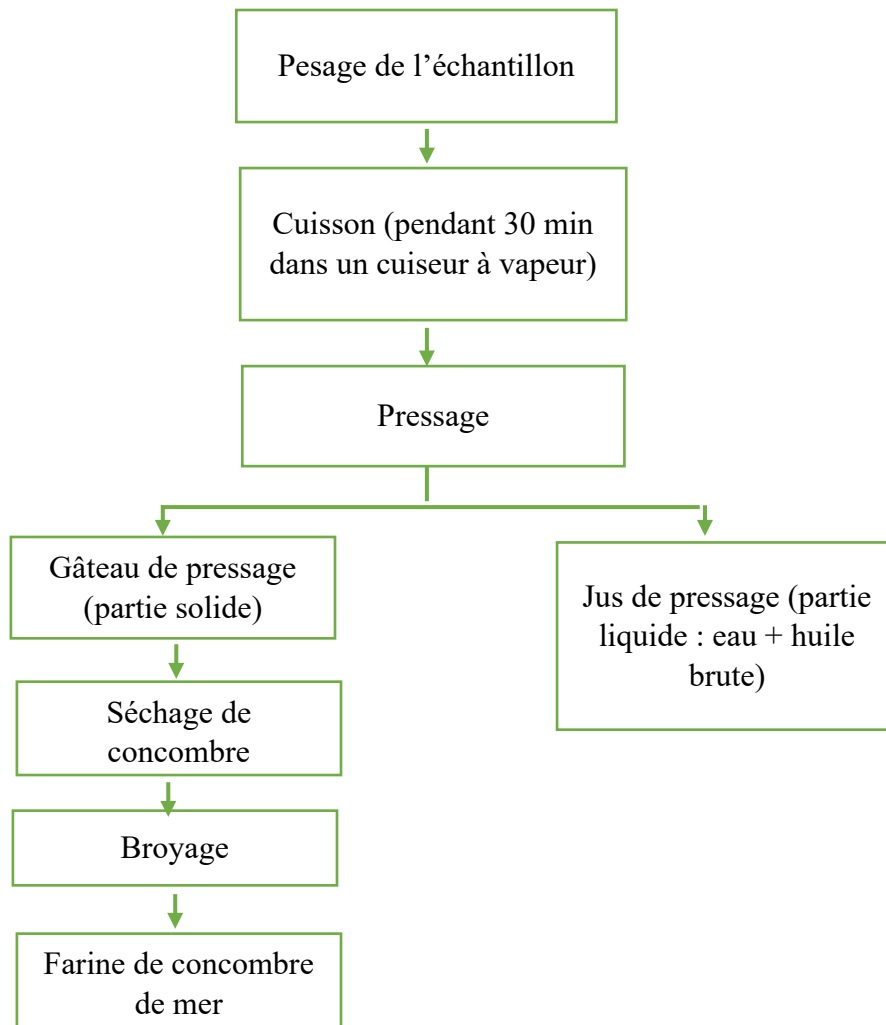 Pesage de l’échantillon
Cuisson (pendant 30 min
dans un cuiseur à vapeur)
Pressage
Gâteau de pressage
(partie solide)
Jus de pressage (partie
liquide : eau + huile
brute)
Séchage de
concombre
Broyage
Farine de concombre
de mer